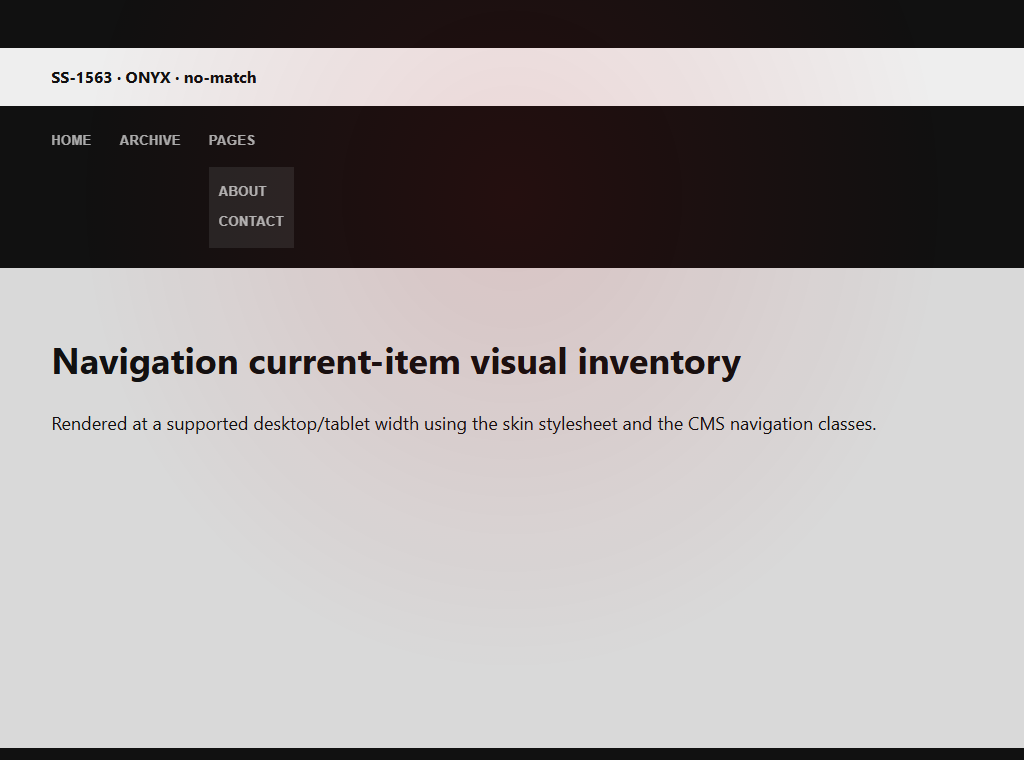 SS-1563 · ONYX · no-match
HOME ARCHIVE PAGES
ABOUT
CONTACT
Navigation current-item visual inventory
Rendered at a supported desktop/tablet width using the skin stylesheet and the CMS navigation classes.